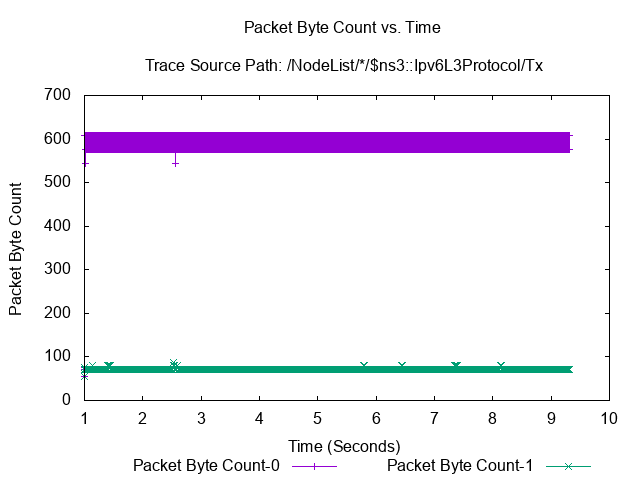 Packet Byte Count vs. Time
Trace Source Path: /NodeList/*/$ns3::Ipv6L3Protocol/Tx
700
600
500
400
300
200
100
0
Packet Byte Count
1 2 3 4 5 6 7 8 9 10
Time (Seconds)
Packet Byte Count-0 Packet Byte Count-1